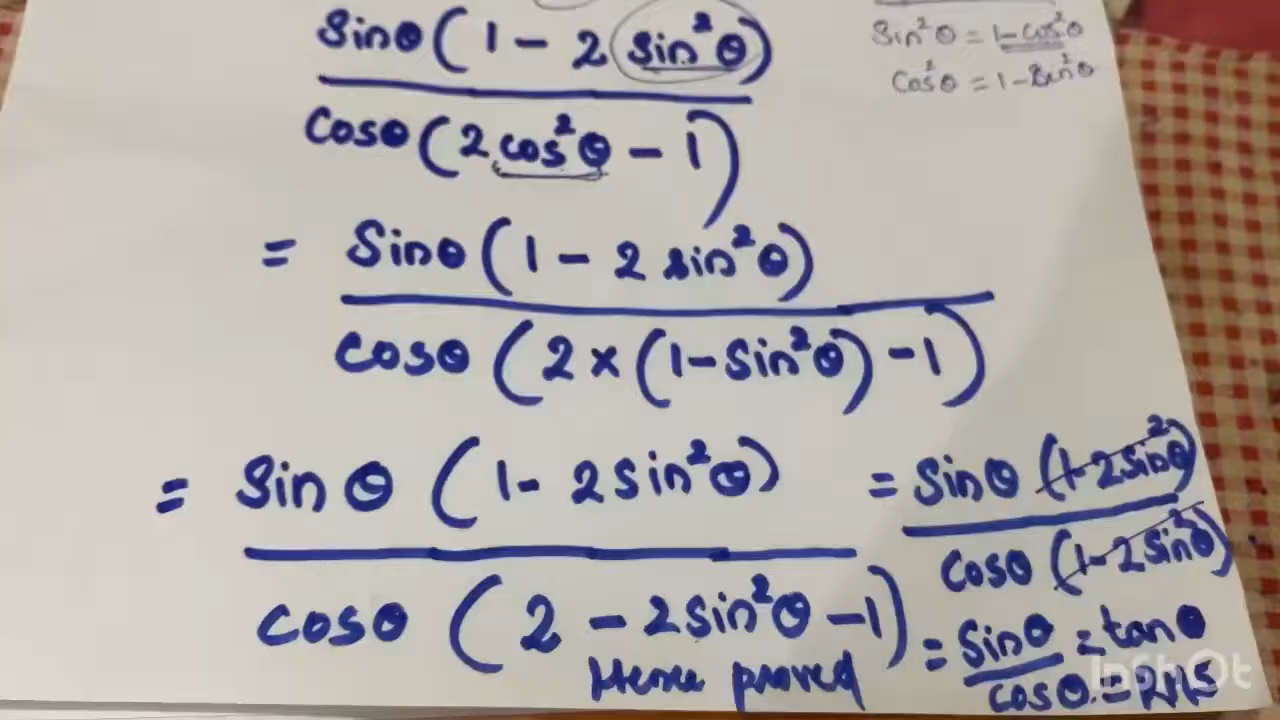 sinθ(1 - 2 sin²θ)
cosθ(2cos²θ - 1)
Sin²θ = 1 - cos²θ
Cos²θ = 1 - Sin²θ
= Sinθ(1 - 2 sin²θ)
cosθ(2×(1-Sin²θ) - 1)
= Sin θ (1 - 2Sin²θ)
cosθ (2 - 2Sin²θ - 1)
= Sinθ (1-2Sin²θ)
cosθ (1-2Sin²θ)
= Sinθ = tanθ
cosθ. = RHS
Hence proved
InShOt